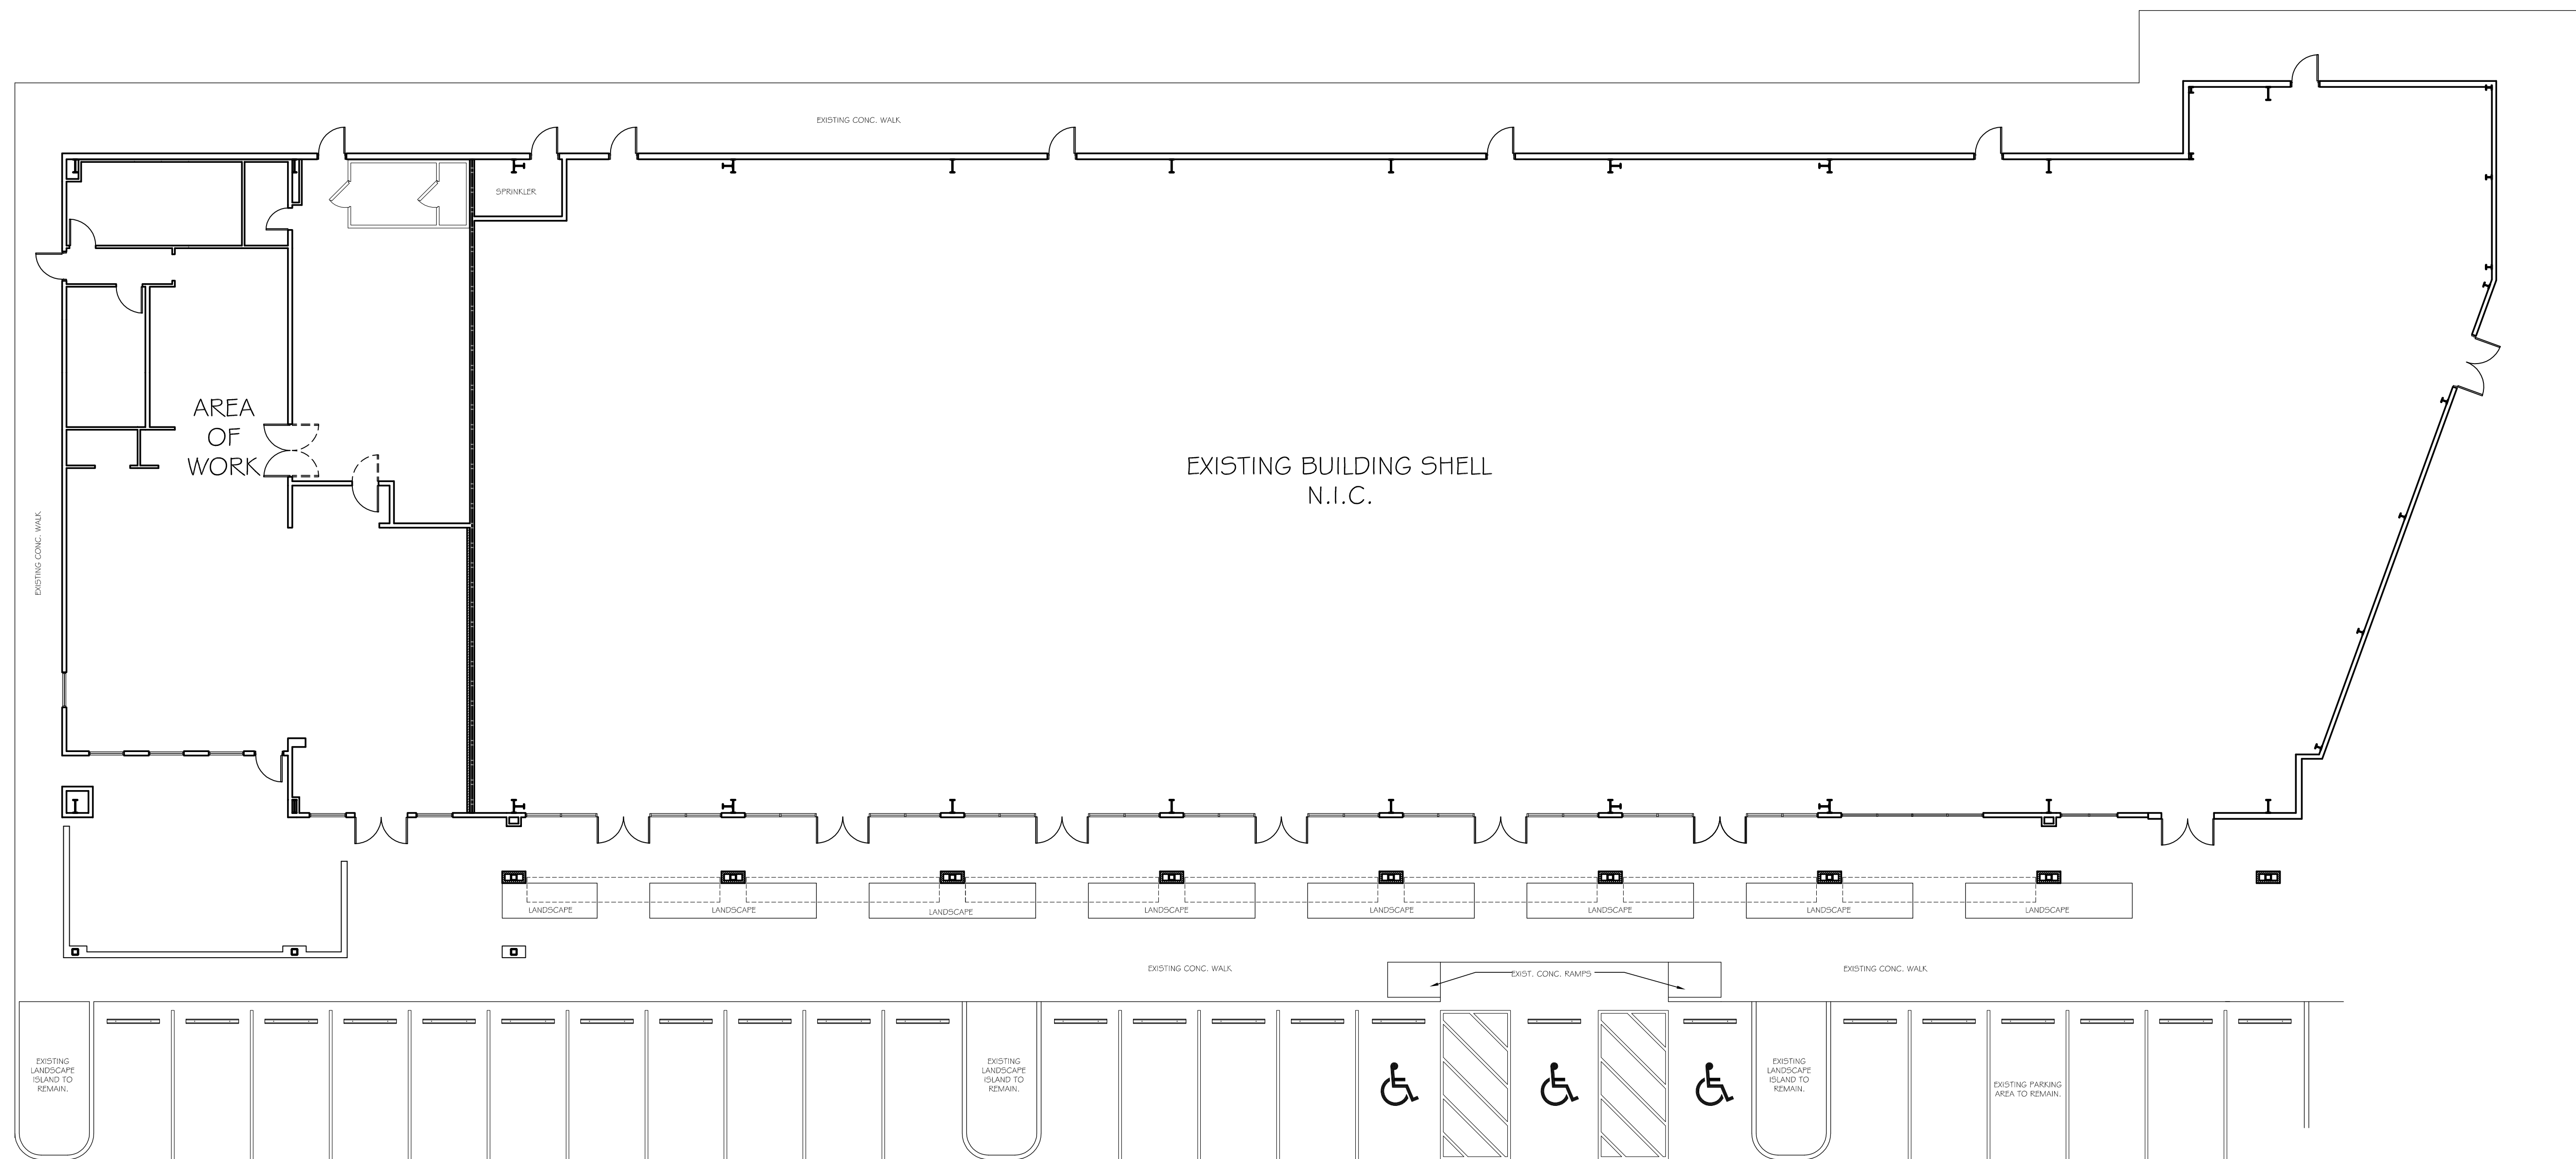 EXISTING CONC. WALK
SPRINKLER
AREA
OF
WORK
EXISTING BUILDING SHELL
N.I.C.
EXISTING CONC. WALK
LANDSCAPE
LANDSCAPE
LANDSCAPE
LANDSCAPE
LANDSCAPE
LANDSCAPE
LANDSCAPE
LANDSCAPE
EXISTING CONC. WALK
EXIST. CONC. RAMPS
EXISTING CONC. WALK
EXISTING
LANDSCAPE
ISLAND TO
REMAIN.
EXISTING
LANDSCAPE
ISLAND TO
REMAIN.
EXISTING
LANDSCAPE
ISLAND TO
REMAIN.
EXISTING PARKING
AREA TO REMAIN.